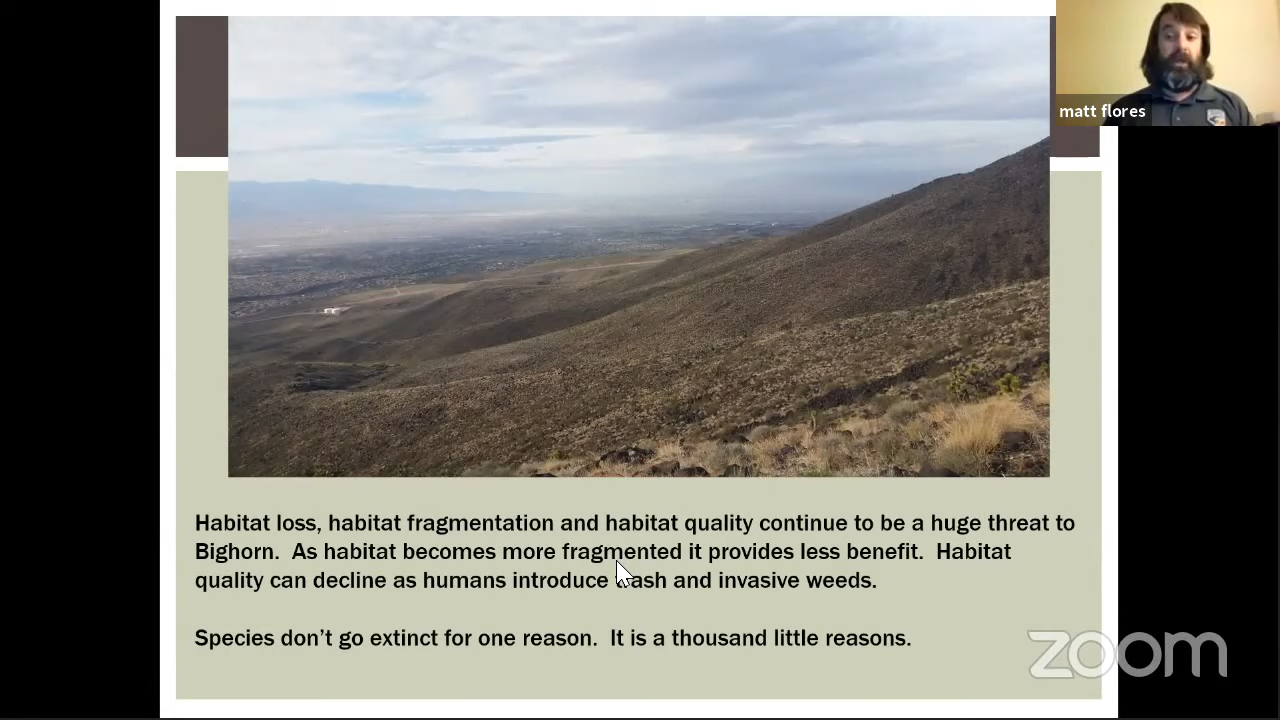 matt flores
Habitat loss, habitat fragmentation and habitat quality continue to be a huge threat to
Bighorn.  As habitat becomes more fragmented it provides less benefit.  Habitat
quality can decline as humans introduce trash and invasive weeds.
Species don’t go extinct for one reason.  It is a thousand little reasons.
zoom